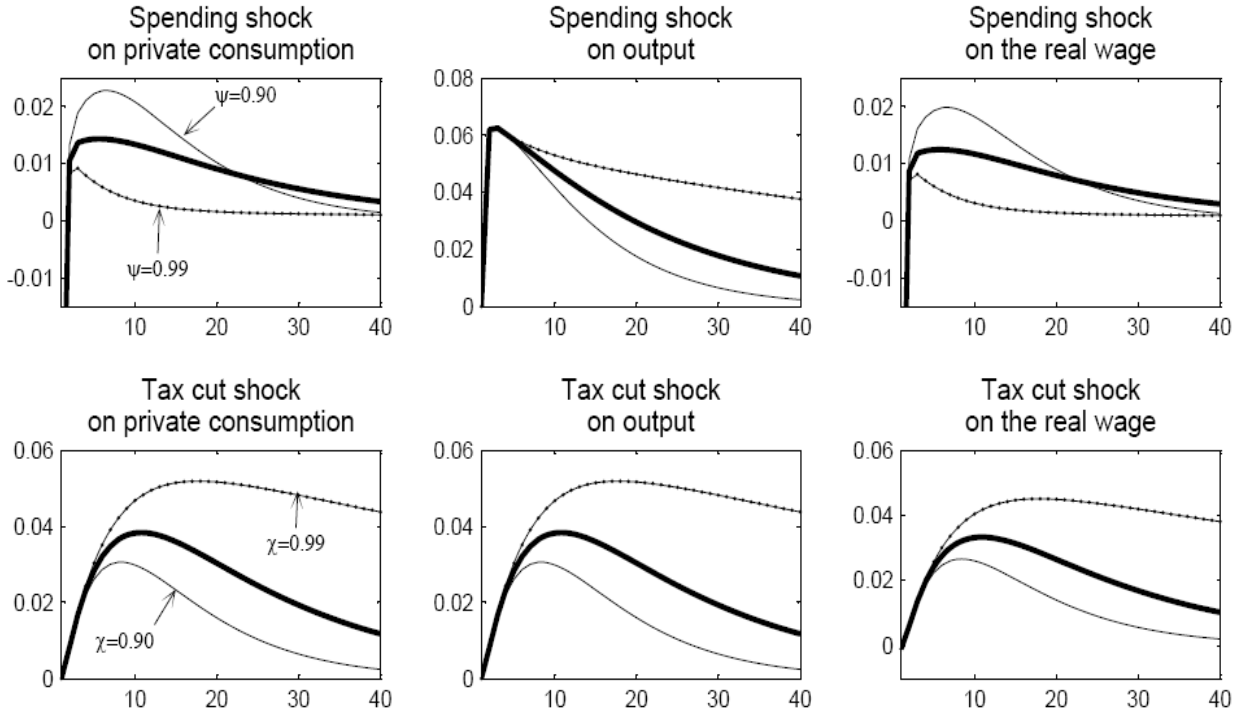 Spending shock
on private consumption
Spending shock
on output
Spending shock
on the real wage
0.02
0.01
0
-0.01
ψ=0.90
ψ=0.99
10 20 30 40
0.08
0.06
0.04
0.02
0
10 20 30 40
0.02
0.01
0
-0.01
10 20 30 40
Tax cut shock
on private consumption
Tax cut shock
on output
Tax cut shock
on the real wage
0.06
0.04
0.02
0
χ=0.99
χ=0.90
10 20 30 40
0.06
0.04
0.02
0
10 20 30 40
0.06
0.04
0.02
0
10 20 30 40